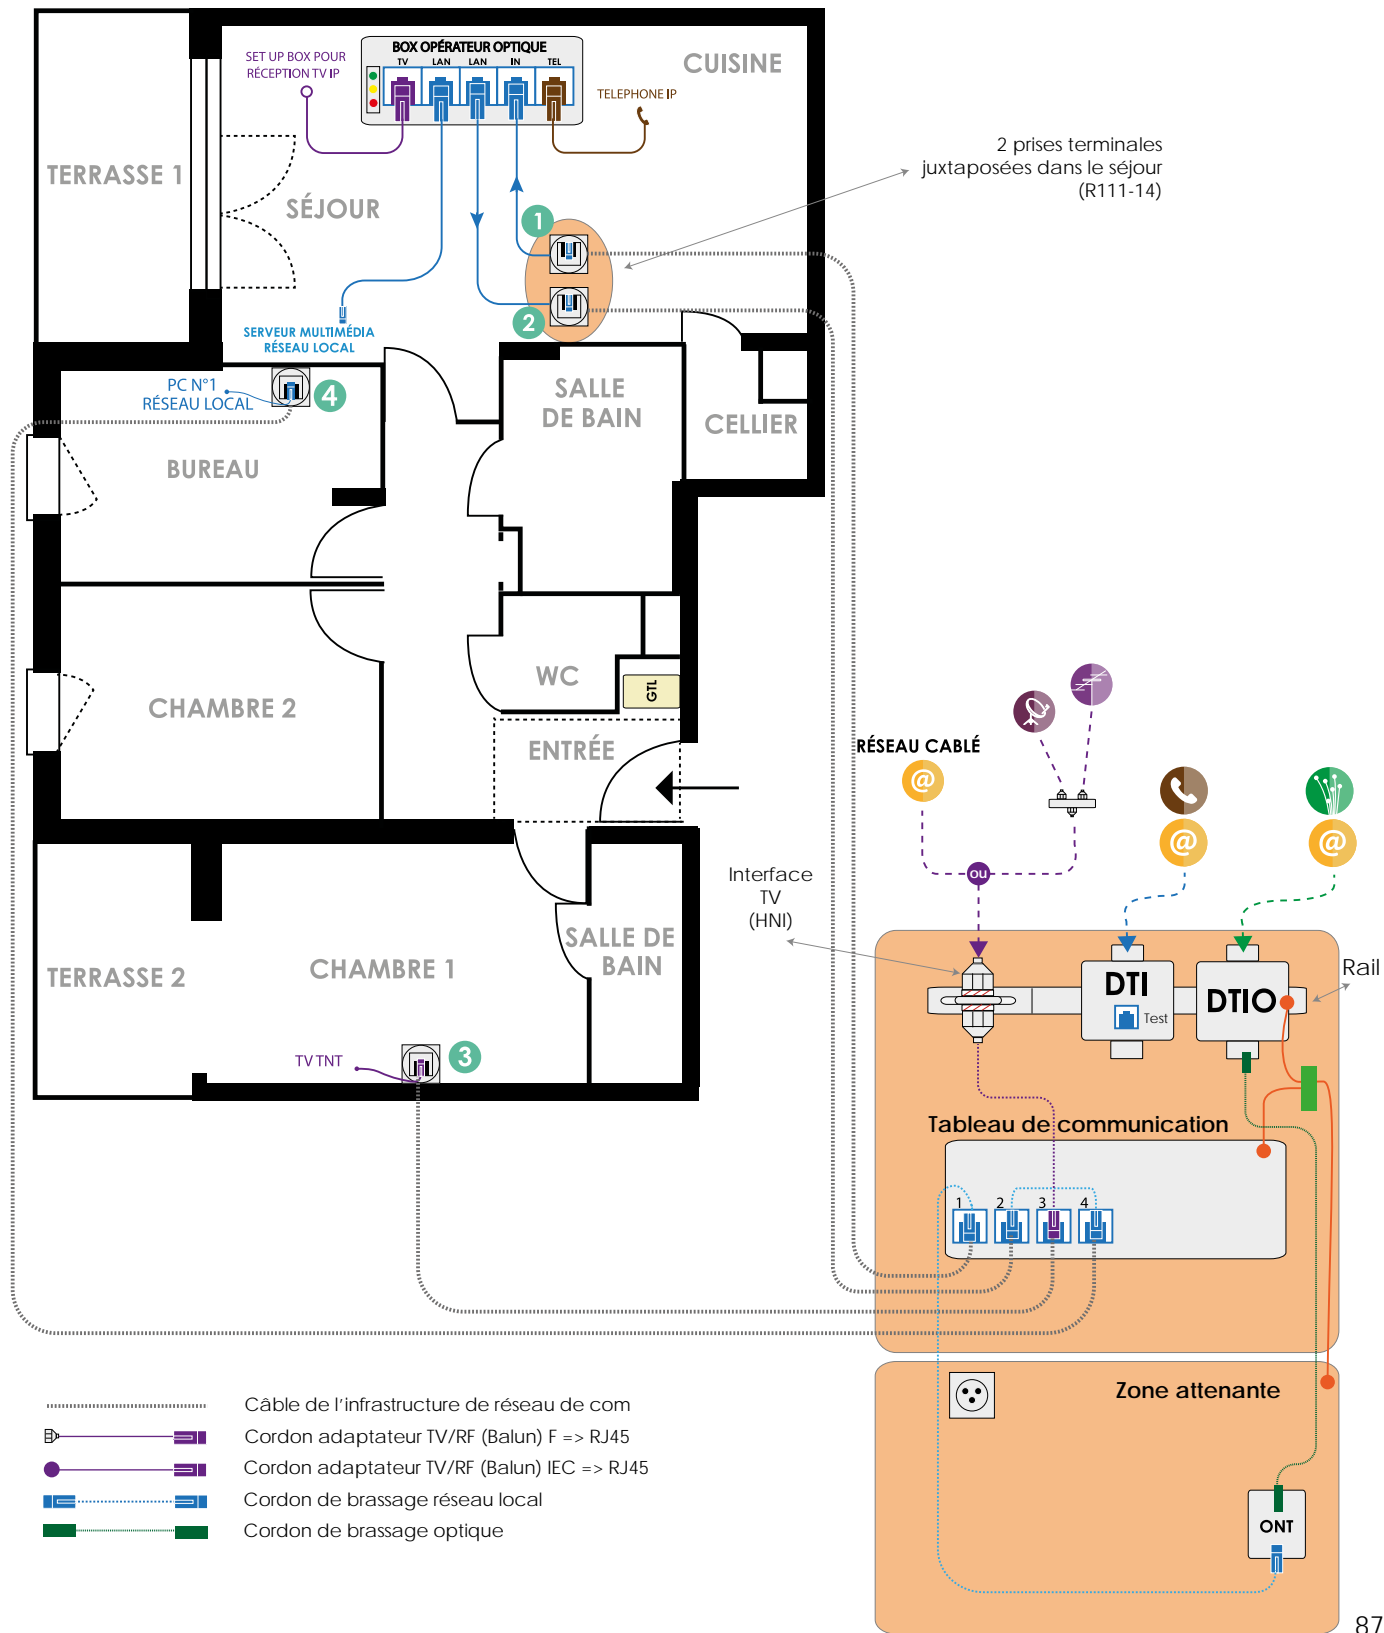 SET UP BOX POUR
RÉCEPTION TV IP
BOX OPÉRATEUR OPTIQUE
TV LAN LAN IN TEL
CUISINE
TELEPHONE IP
2 prises terminales
juxtaposées dans le séjour
(R111-14)
TERRASSE 1
SÉJOUR
1
2
SERVEUR MULTIMÉDIA
RÉSEAU LOCAL
PC N°1
RÉSEAU LOCAL
4
SALLE
DE BAIN
CELLIER
BUREAU
WC
GTL
CHAMBRE 2
ENTRÉE
RÉSEAU CABLÉ
@
@
@
ou
Interface
TV
(HNI)
SALLE DE
BAIN
TERRASSE 2
CHAMBRE 1
DTI
Test
DTIO
Rail
TV TNT
3
Tableau de communication
1 2 3 4
Zone attenante
ONT
Câble de l'infrastructure de réseau de com
Cordon adaptateur TV/RF (Balun) F => RJ45
Cordon adaptateur TV/RF (Balun) IEC => RJ45
Cordon de brassage réseau local
Cordon de brassage optique
87